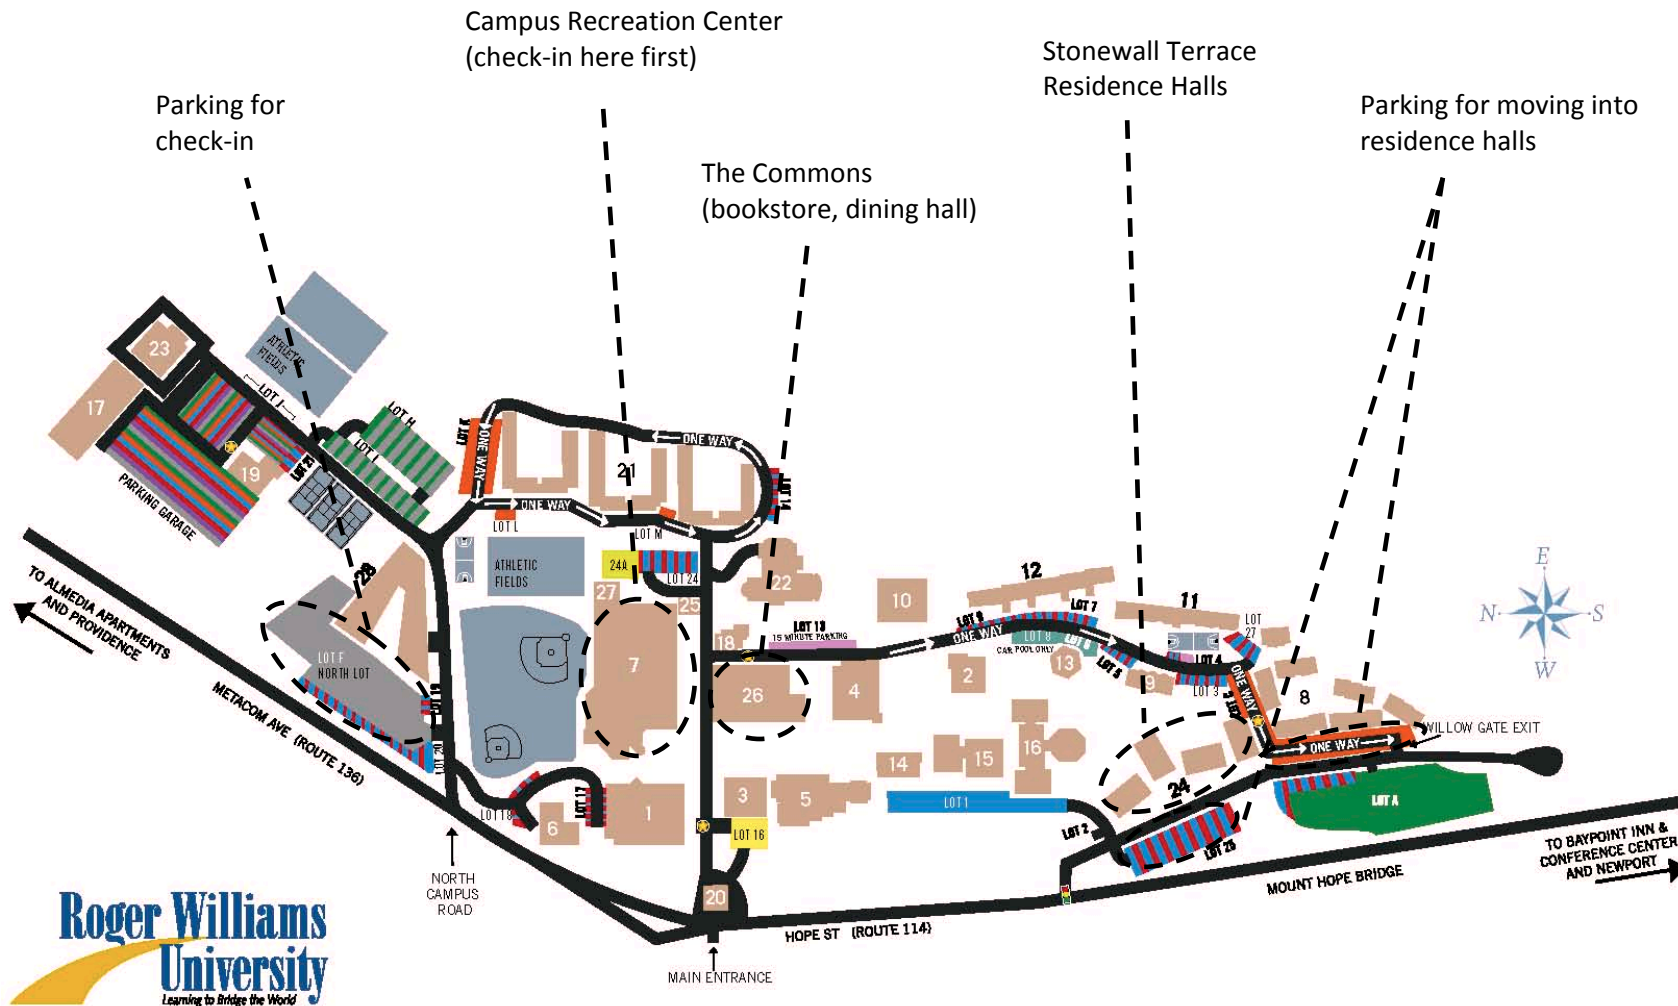 Campus Recreation Center
(check-in here first)
Stonewall Terrace
Residence Halls
Parking for
check-in
Parking for moving into
residence halls
The Commons
(bookstore, dining hall)
23
17
ATHLETIC
FIELDS
LOT J
LOT H
LOT I
19
LOT 21
PARKING GARAGE
ONE WAY
ONE WAY
21
ONE WAY
LOT 14
LOT L
LOT M
24A
LOT 24
ATHLETIC
FIELDS
27
25
22
28
10
12
11
LOT
27
LOT 7
LOT 8
CAR POOL ONLY
LOT 13
15 MINUTE PARKING
ONE WAY
18
LOT F
NORTH LOT
LOT 19
LOT 20
7
26
4
2
13
LOT 5
9
LOT 4
LOT 3
ONE WAY
8
WILLOW GATE EXIT
ONE WAY
E
N
S
W
TO ALMEDIA APARTMENTS
AND PROVIDENCE
METACOM AVE (ROUTE 136)
14
15
16
24
LOT 1
LOT 2
LOT 25
LOT A
LOT 18
LOT 17
6
1
3
5
LOT 16
20
NORTH
CAMPUS
ROAD
MAIN ENTRANCE
HOPE ST (ROUTE 114)
MOUNT HOPE BRIDGE
TO BAYPOINT INN &
CONFERENCE CENTER
AND NEWPORT
Roger Williams
University
Learning to Bridge the World